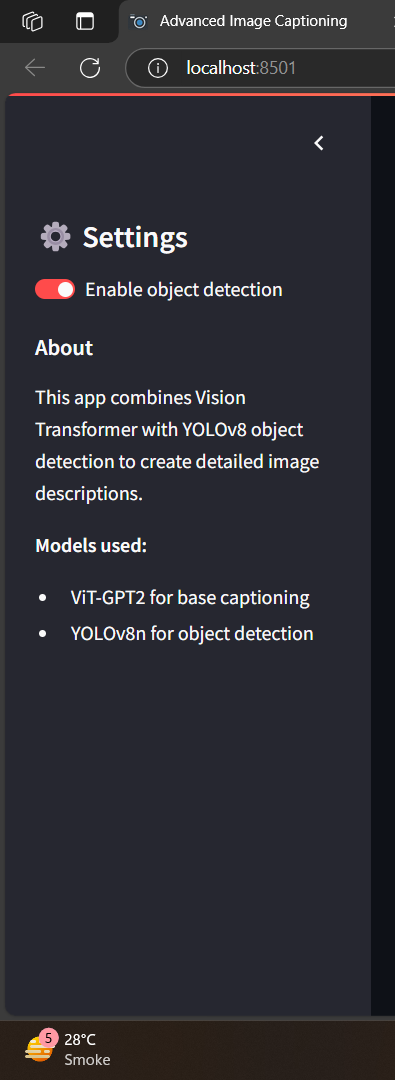 Advanced Image Captioning
localhost:8501
Settings
Enable object detection
About
This app combines Vision
Transformer with YOLOv8 object
detection to create detailed image
descriptions.
Models used:
• ViT-GPT2 for base captioning
• YOLOv8n for object detection
5
28°C
Smoke